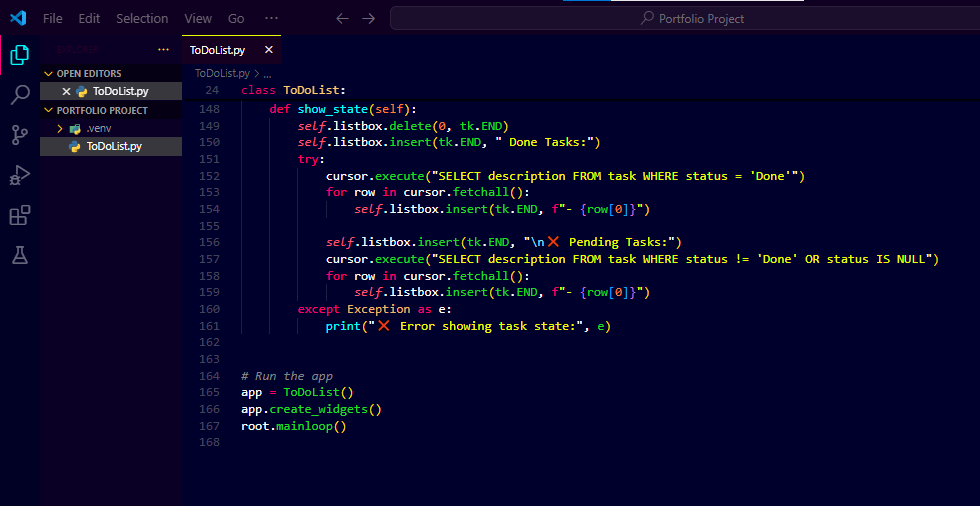 File Edit Selection View Go ···
Portfolio Project
EXPLORER ···
OPEN EDITORS
ToDoList.py
PORTFOLIO PROJECT
.venv
ToDoList.py
ToDoList.py
ToDoList.py > ...
24 class ToDoList:
148 def show_state(self):
149 self.listbox.delete(0, tk.END)
150 self.listbox.insert(tk.END, " Done Tasks:")
151 try:
152 cursor.execute("SELECT description FROM task WHERE status = 'Done'")
153 for row in cursor.fetchall():
154 self.listbox.insert(tk.END, f"- {row[0]}")
155
156 self.listbox.insert(tk.END, "\n❌ Pending Tasks:")
157 cursor.execute("SELECT description FROM task WHERE status != 'Done' OR status IS NULL")
158 for row in cursor.fetchall():
159 self.listbox.insert(tk.END, f"- {row[0]}")
160 except Exception as e:
161 print("❌ Error showing task state:", e)
162
163
164 # Run the app
165 app = ToDoList()
166 app.create_widgets()
167 root.mainloop()
168